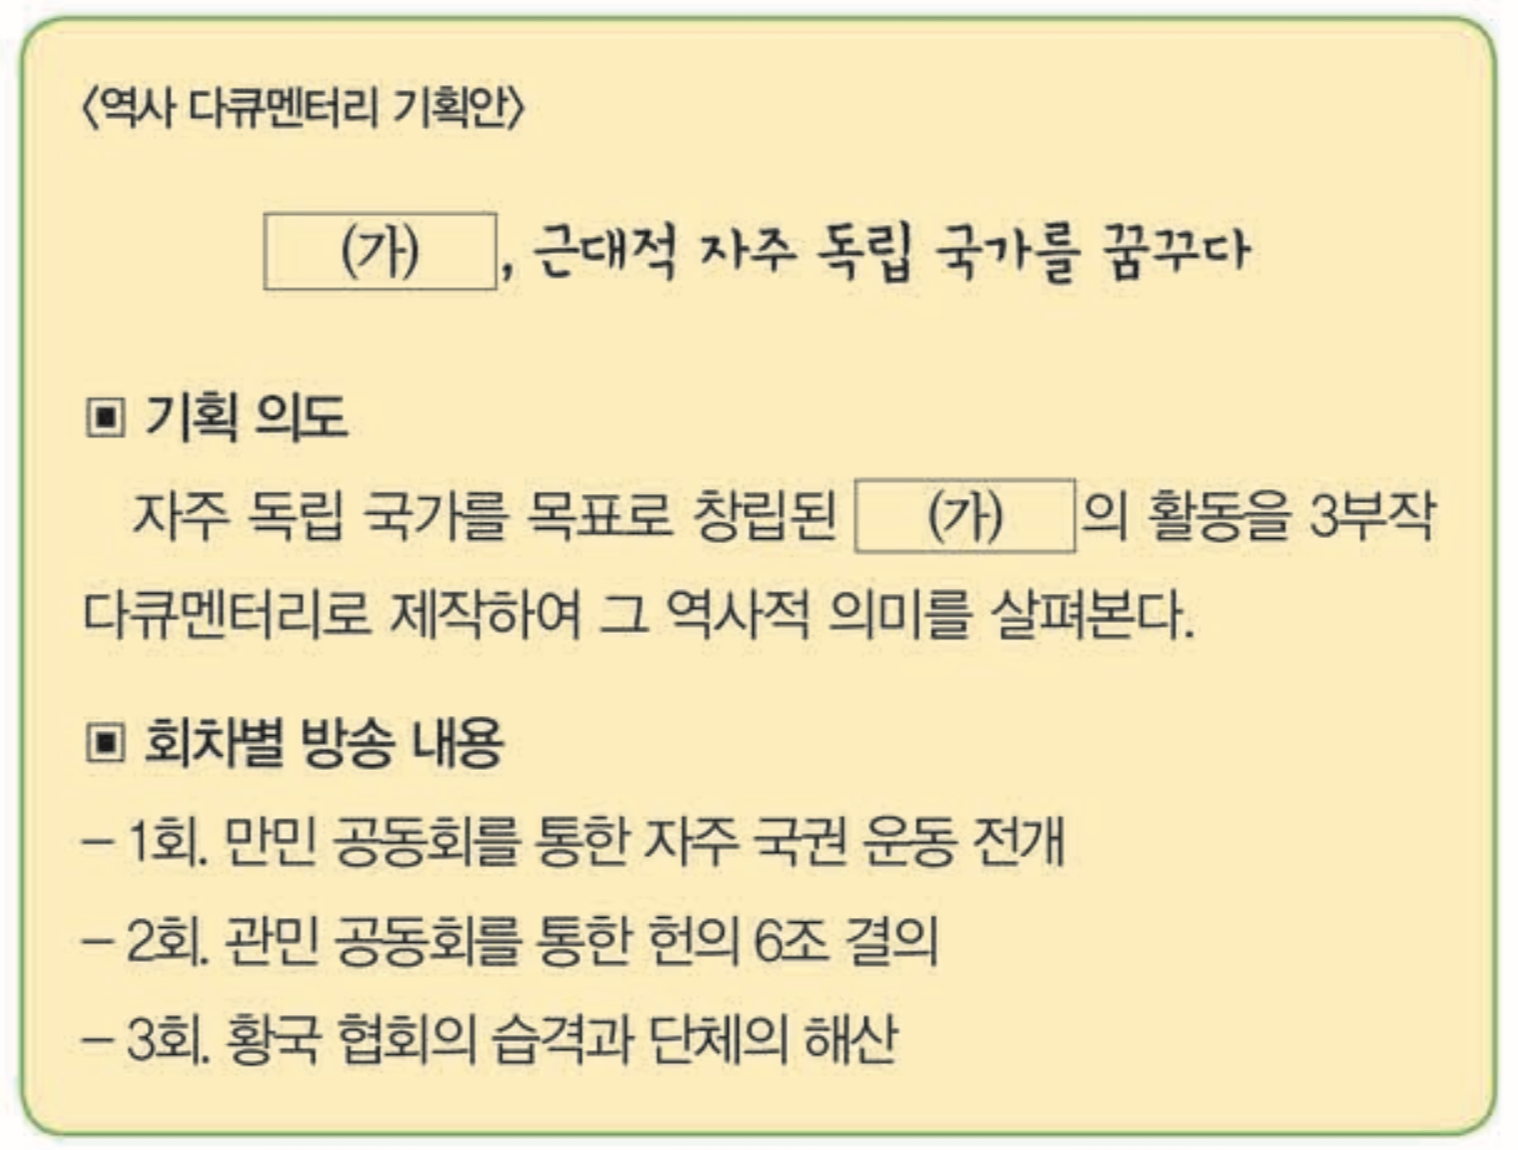 〈역사 다큐멘터리 기획안〉
(가), 근대적 자주 독립 국가를 꿈꾸다
▣ 기획 의도
자주 독립 국가를 목표로 창립된 (가)의 활동을 3부작
다큐멘터리로 제작하여 그 역사적 의미를 살펴본다.
▣ 회차별 방송 내용
– 1회. 만민 공동회를 통한 자주 국권 운동 전개
– 2회. 관민 공동회를 통한 헌의 6조 결의
– 3회. 황국 협회의 습격과 단체의 해산